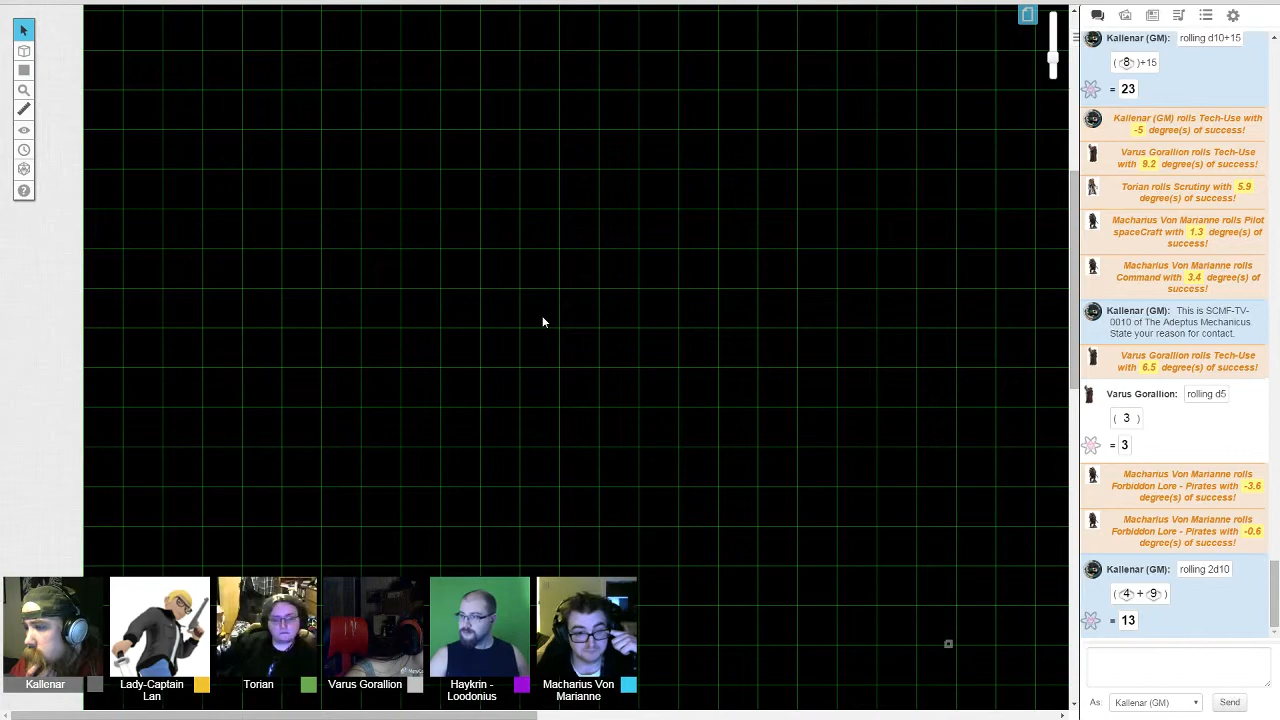 Kallenar (GM): rolling d10+15
( 8 )+15
= 23
Kallenar (GM) rolls Tech-Use with
-5 degree(s) of success!
Varus Gorallion rolls Tech-Use
with 9.2 degree(s) of success!
Torian rolls Scrutiny with 5.9
degree(s) of success!
Macharius Von Marianne rolls Pilot
spaceCraft with 1.3 degree(s) of
success!
Macharius Von Marianne rolls
Command with 3.4 degree(s) of
success!
Kallenar (GM): This is SCMF-TV-
0010 of The Adeptus Mechanicus.
State your reason for contact.
Varus Gorallion rolls Tech-Use
with 6.5 degree(s) of success!
Varus Gorallion: rolling d5
( 3 )
= 3
Macharius Von Marianne rolls
Forbidden Lore - Pirates with -3.6
degree(s) of success!
Macharius Von Marianne rolls
Forbidden Lore - Pirates with -0.6
degree(s) of success!
Kallenar (GM): rolling 2d10
( 4 + 9 )
= 13
As: Kallenar (GM) Send
Kallenar
Lady-Captain
Lan
Torian
Varus Gorallion
Haykrin -
Loodonius
Macharius Von
Marianne